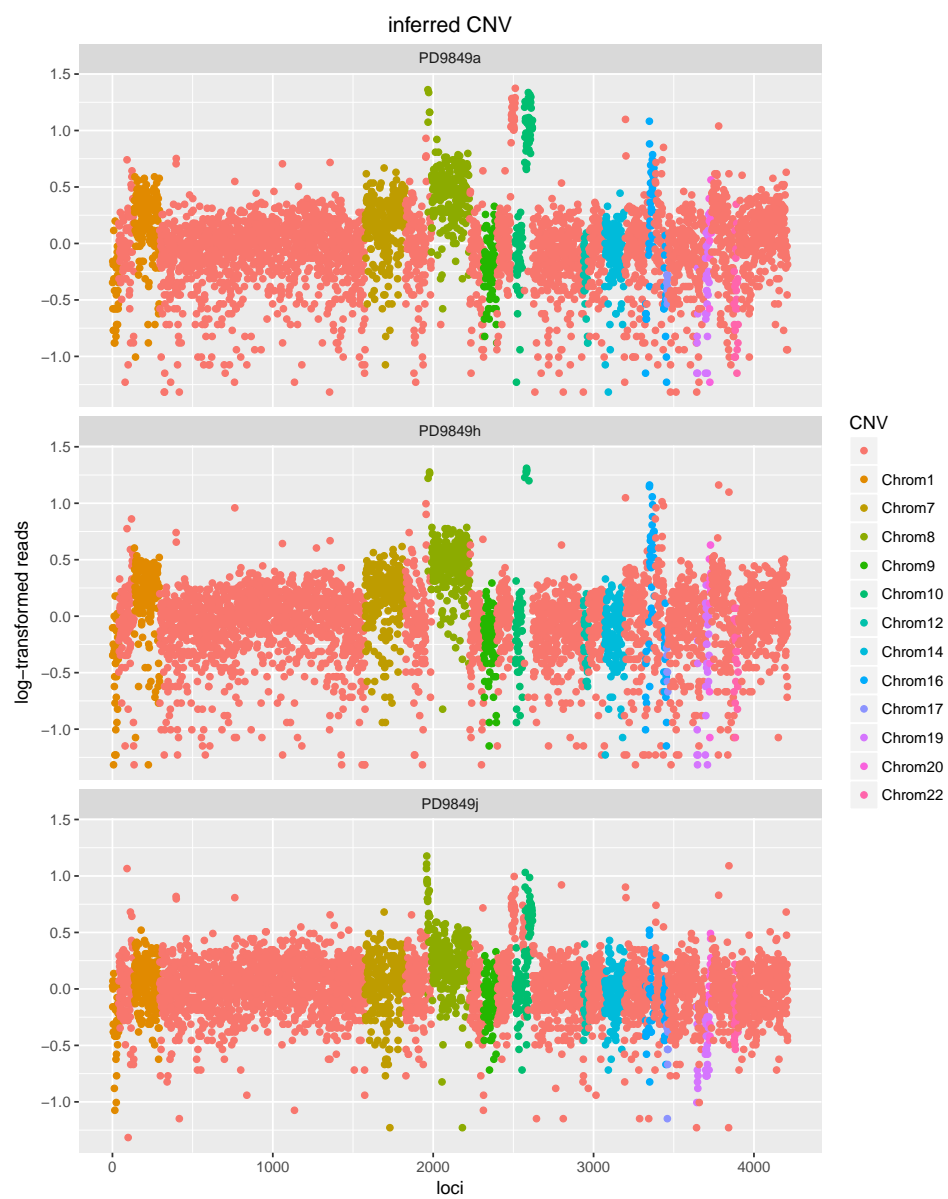 inferred CNV
PD9849a
1.5
1.0
0.5
0.0
−0.5
−1.0
PD9849h
1.5
1.0
0.5
0.0
−0.5
−1.0
PD9849j
1.5
1.0
0.5
0.0
−0.5
−1.0
0 1000 2000 3000 4000
loci
log−transformed reads
CNV
Chrom1
Chrom7
Chrom8
Chrom9
Chrom10
Chrom12
Chrom14
Chrom16
Chrom17
Chrom19
Chrom20
Chrom22